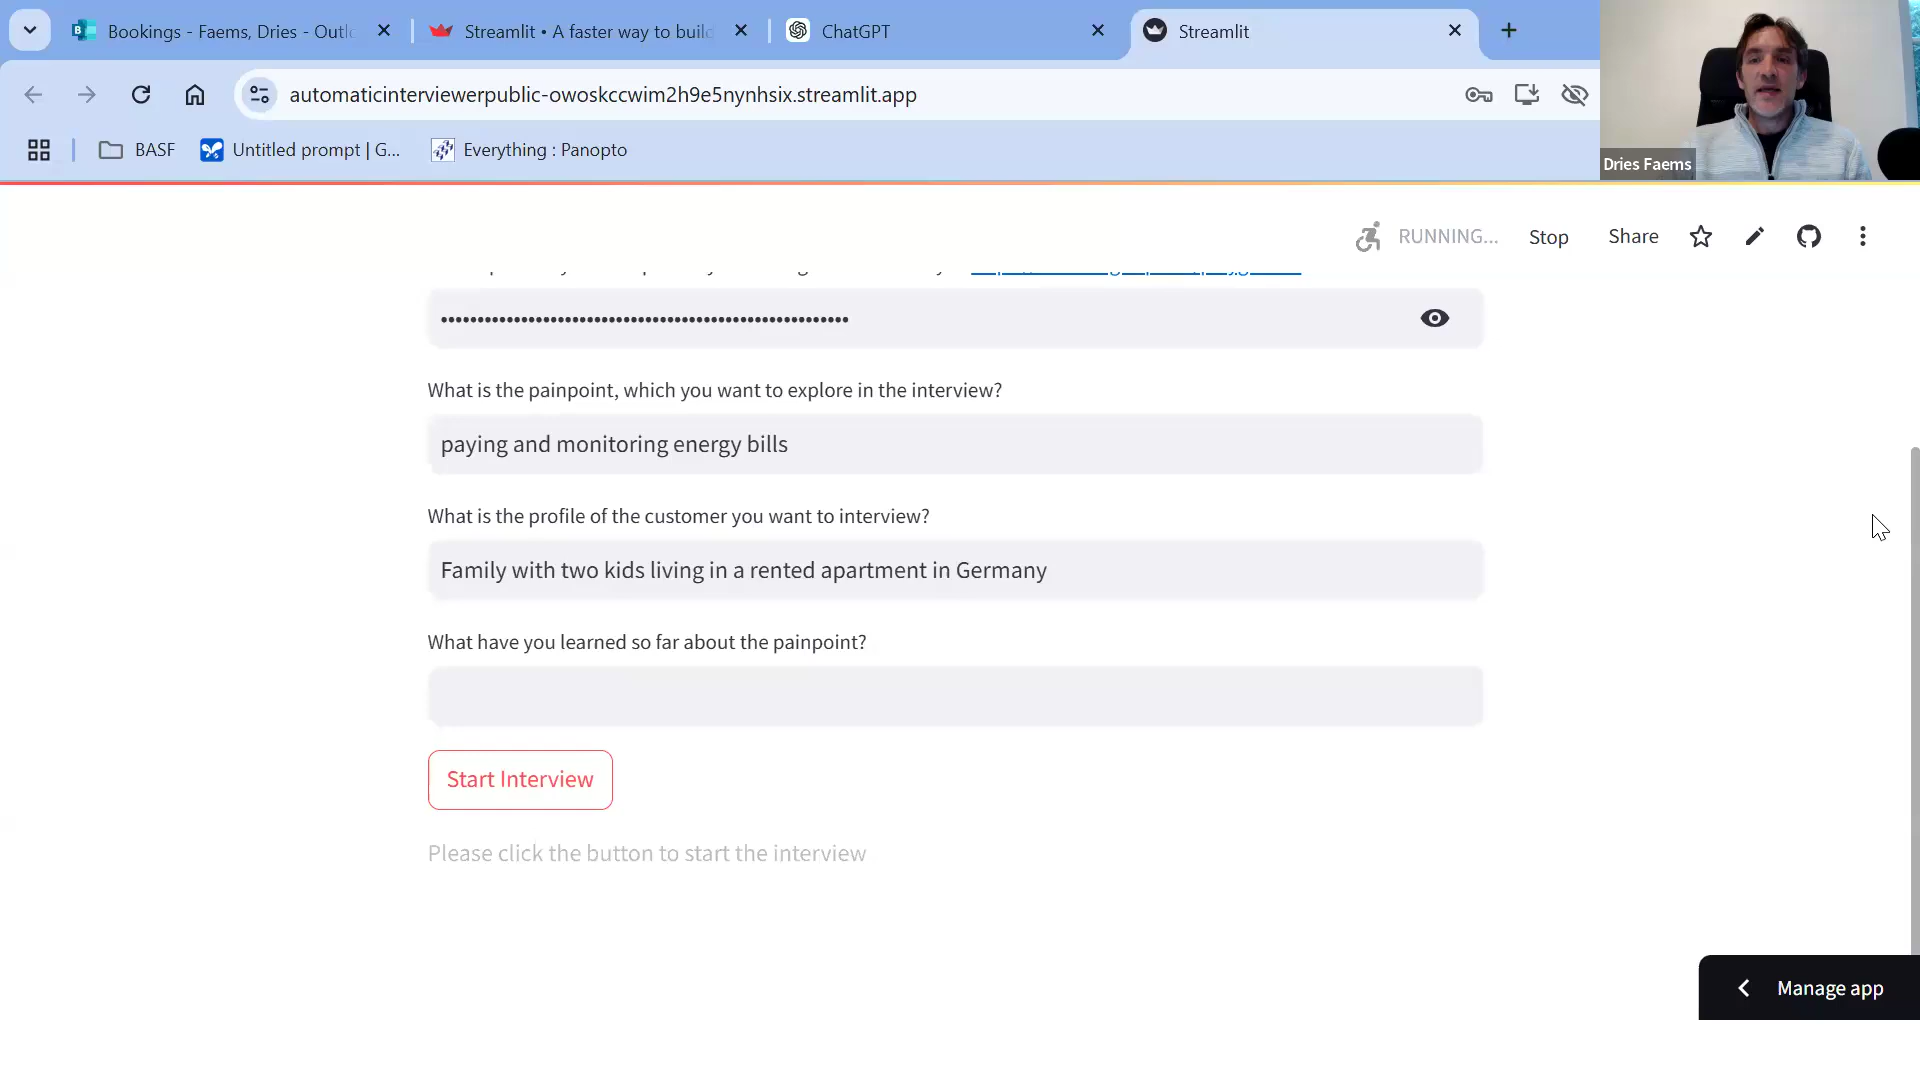 Bookings - Faems, Dries - Outl
Streamlit • A faster way to build
ChatGPT
Streamlit
automaticinterviewerpublic-owoskccwim2h9e5nynhsix.streamlit.app
BASF
Untitled prompt | G...
Everything : Panopto
Dries Faems
RUNNING...
Stop
Share
What is the painpoint, which you want to explore in the interview?
paying and monitoring energy bills
What is the profile of the customer you want to interview?
Family with two kids living in a rented apartment in Germany
What have you learned so far about the painpoint?
Start Interview
Please click the button to start the interview
Manage app